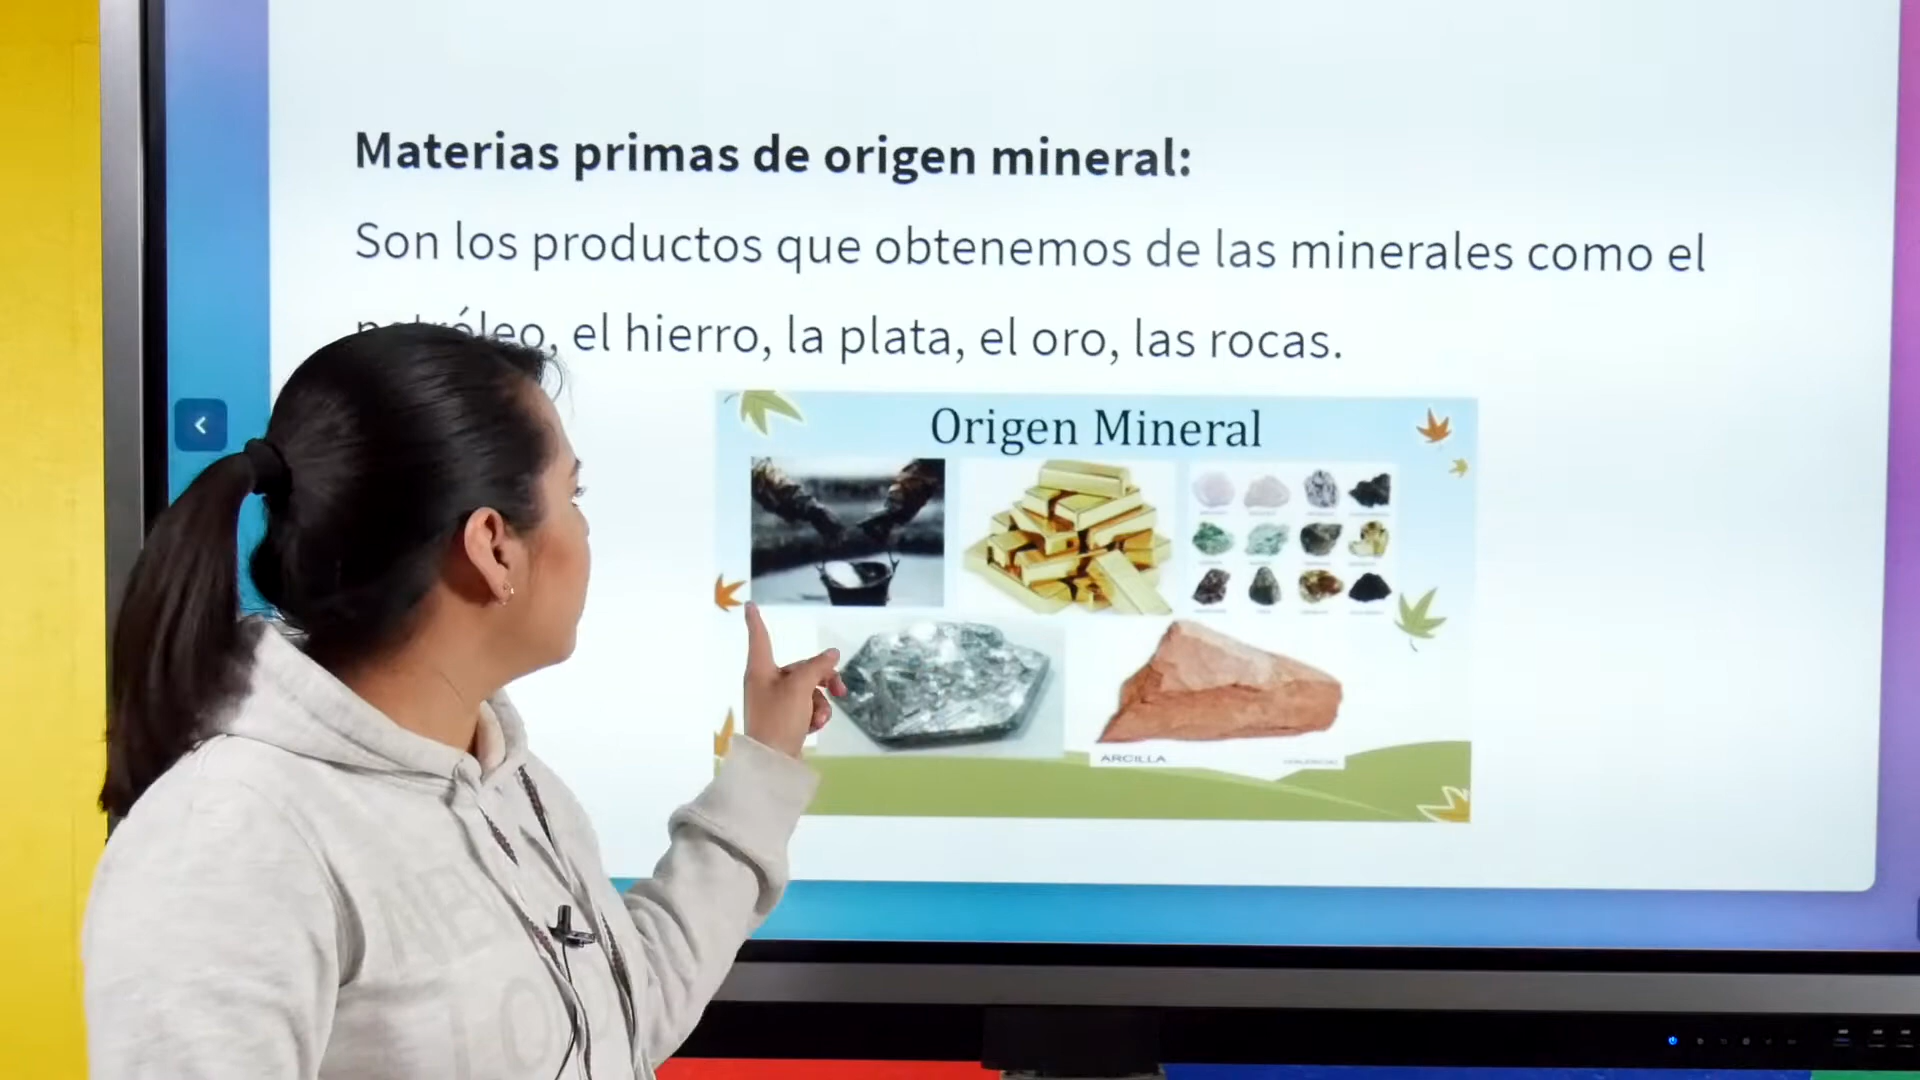 Materias primas de origen mineral:
Son los productos que obtenemos de las minerales como el
petróleo, el hierro, la plata, el oro, las rocas.
Origen Mineral
ARCILLA